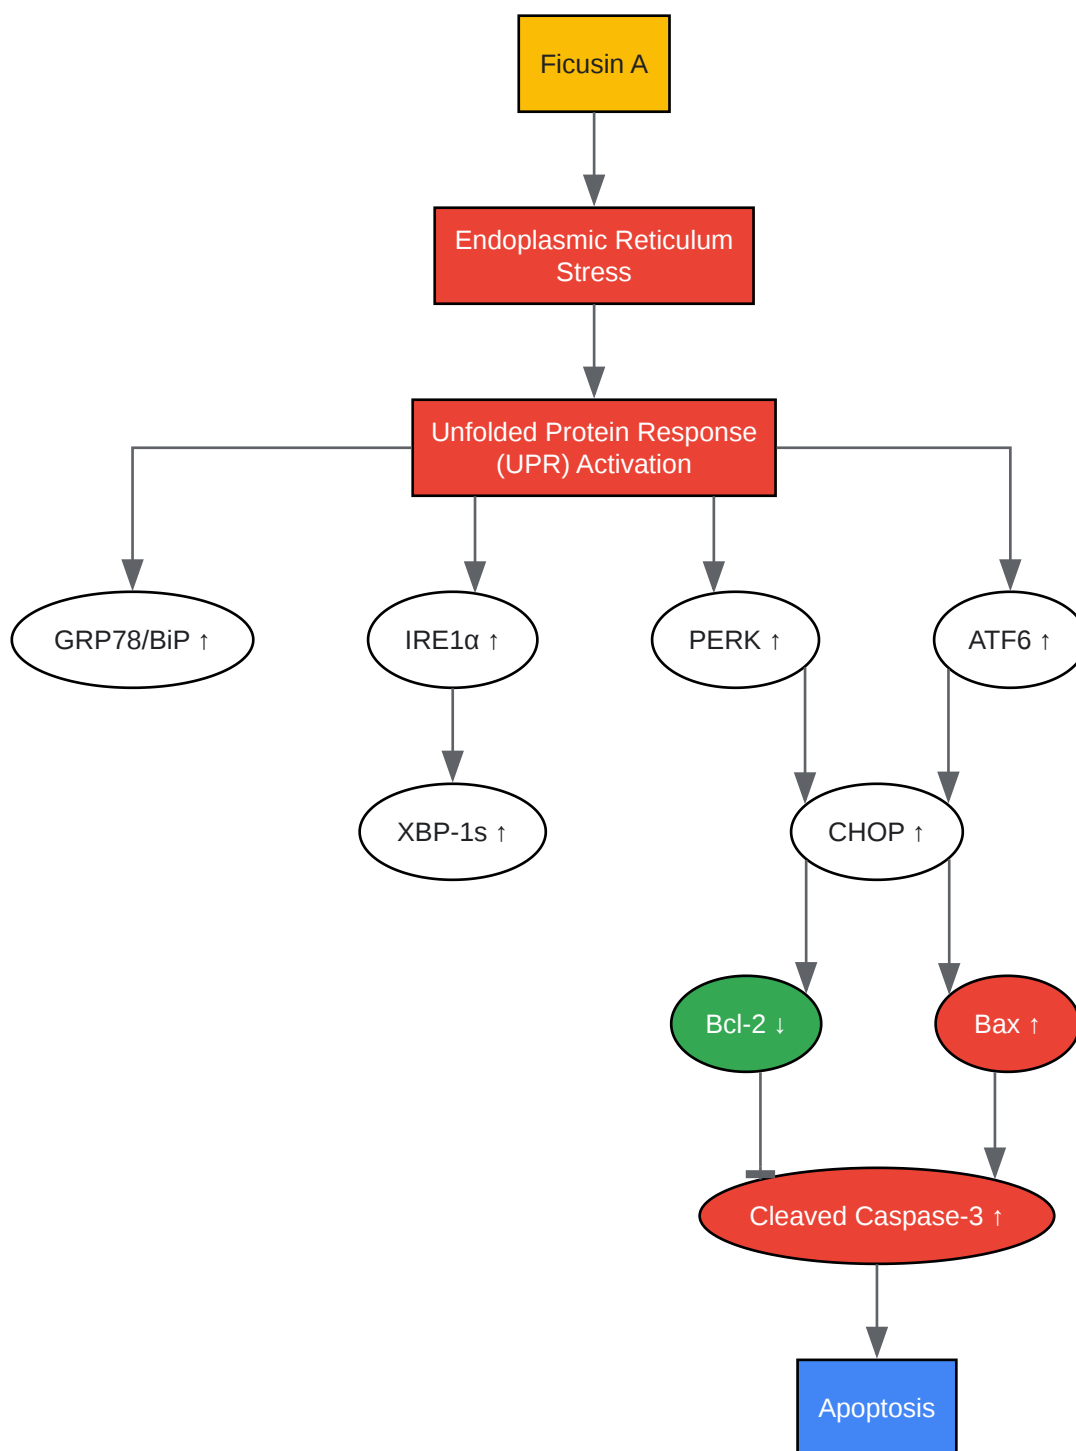 Ficusin A
Endoplasmic Reticulum
Stress
Unfolded Protein Response
(UPR) Activation
GRP78/BiP ↑
IRE1α ↑
PERK ↑
ATF6 ↑
XBP-1s ↑
CHOP ↑
Bcl-2 ↓
Bax ↑
Cleaved Caspase-3 ↑
Apoptosis